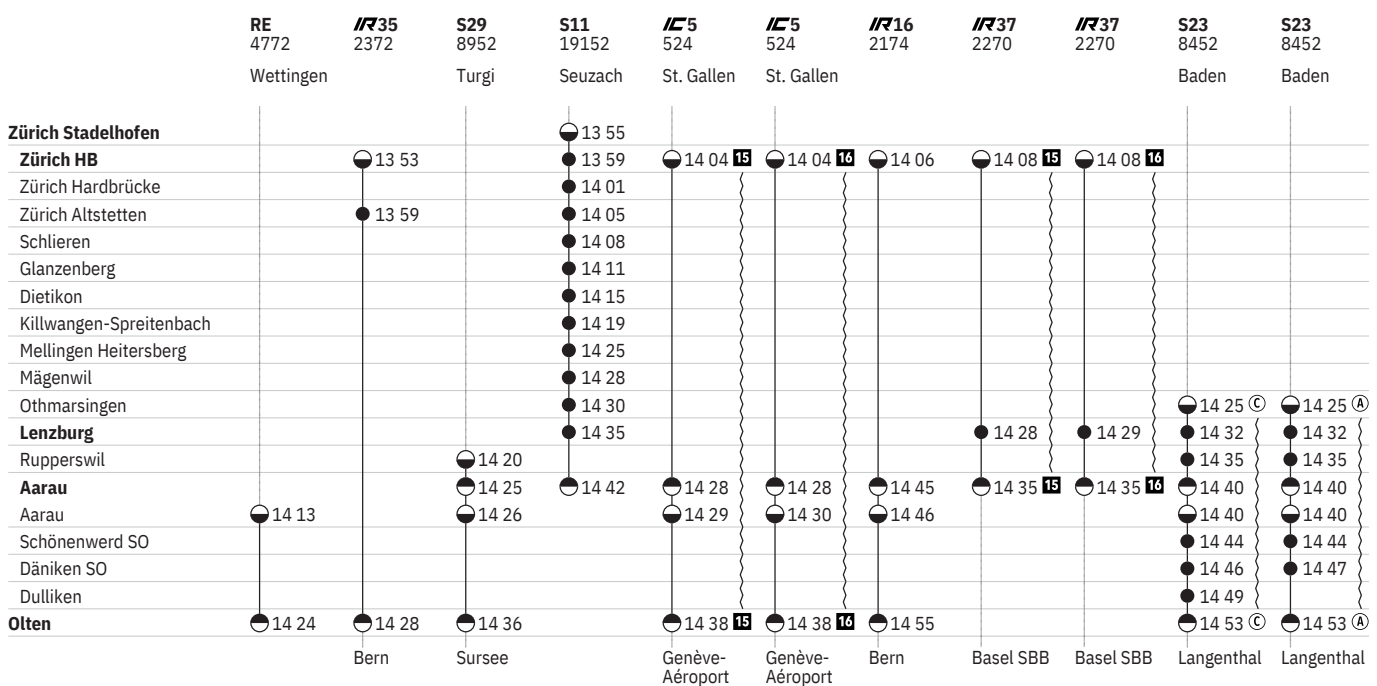 RE IR35 S29 S11 IC5 IC5 IR16 IR37 IR37 S23 S23
4772 2372 8952 19152 524 524 2174 2270 2270 8452 8452
Wettingen Turgi Seuzach St. Gallen St. Gallen Baden Baden
Zürich Stadelhofen 13 55
Zürich HB 13 53 13 59 14 04 15 14 04 16 14 06 14 08 15 14 08 16
Zürich Hardbrücke 14 01
Zürich Altstetten 13 59 14 05
Schlieren 14 08
Glanzenberg 14 11
Dietikon 14 15
Killwangen-Spreitenbach 14 19
Mellingen Heitersberg 14 25
Mägenwil 14 28
Othmarsingen 14 30 14 25 C 14 25 A
Lenzburg 14 35 14 28 14 29 14 32 14 32
Rupperswil 14 20 14 35 14 35
Aarau 14 25 14 42 14 28 14 28 14 45 14 35 15 14 35 16 14 40 14 40
Aarau 14 13 14 26 14 29 14 30 14 46 14 40 14 40
Schönenwerd SO 14 44 14 44
Däniken SO 14 46 14 47
Dulliken 14 49
Olten 14 24 14 28 14 36 14 38 15 14 38 16 14 55 14 53 C 14 53 A
Bern Sursee Genève- Genève- Bern Basel SBB Basel SBB Langenthal Langenthal
Aéroport Aéroport